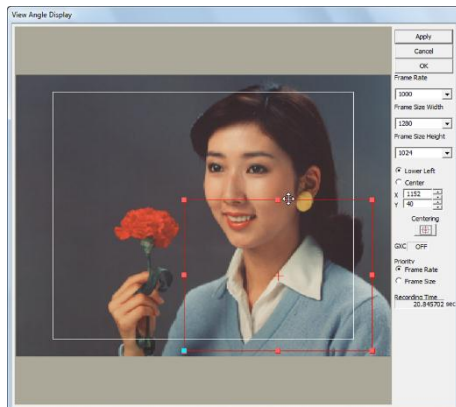 View Angle Display
Apply
Cancel
OK
Frame Rate
1000
Frame Size Width
1280
Frame Size Height
1024
Lower Left
Center
X 1152
Y 40
Centering
GXC OFF
Priority
Frame Rate
Frame Size
Recording Time
20.845702 sec